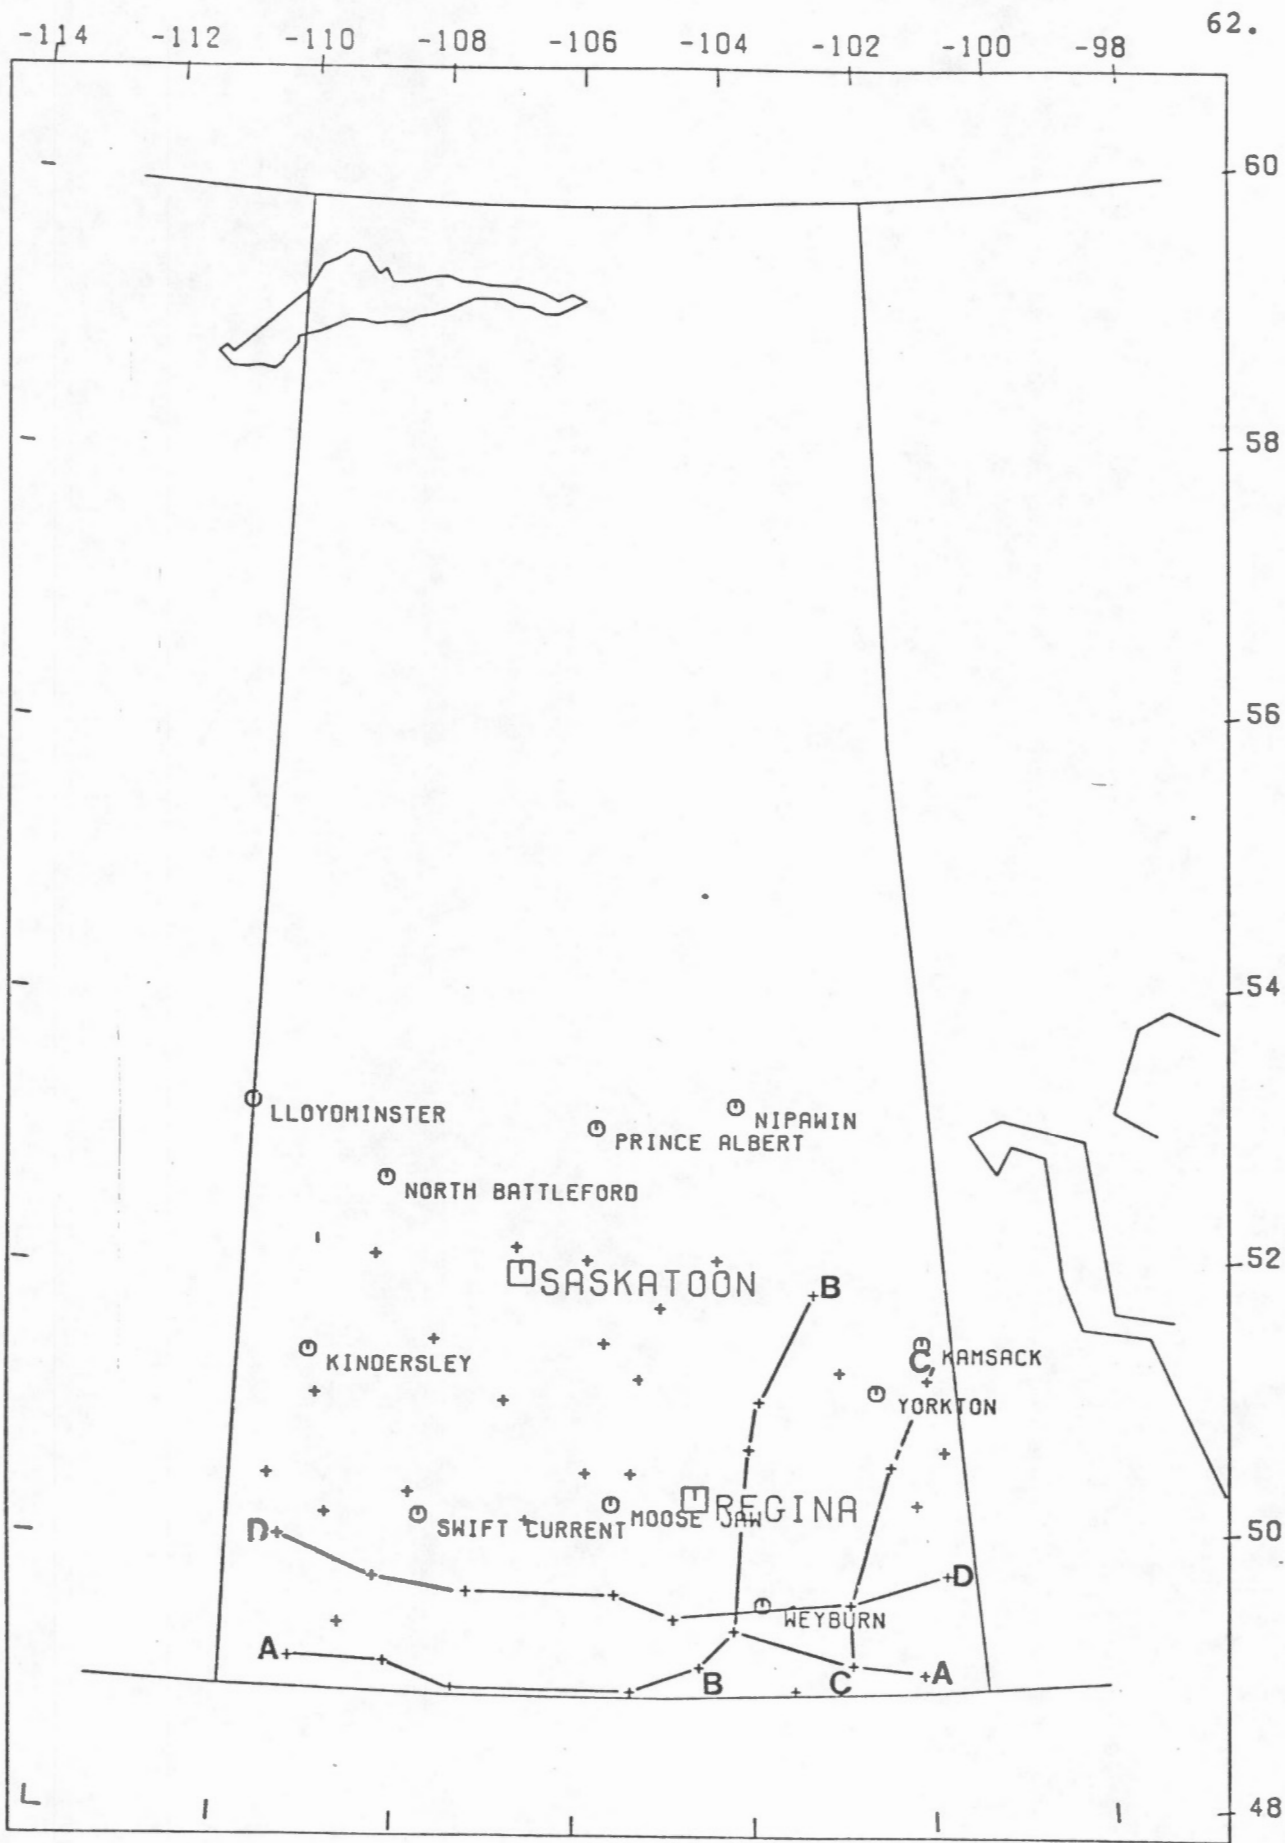 62.
-114 -112 -110 -108 -106 -104 -102 -100 -98
60
58
56
54
LLOYDMINSTER
NIPAWIN
PRINCE ALBERT
NORTH BATTLEFORD
52
SASKATOON
B
KINDERSLEY
C KAMSACK
YORKTON
REGINA
MOOSE JAW
SWIFT CURRENT
50
D
D
WEYBURN
A
B
C
A
48